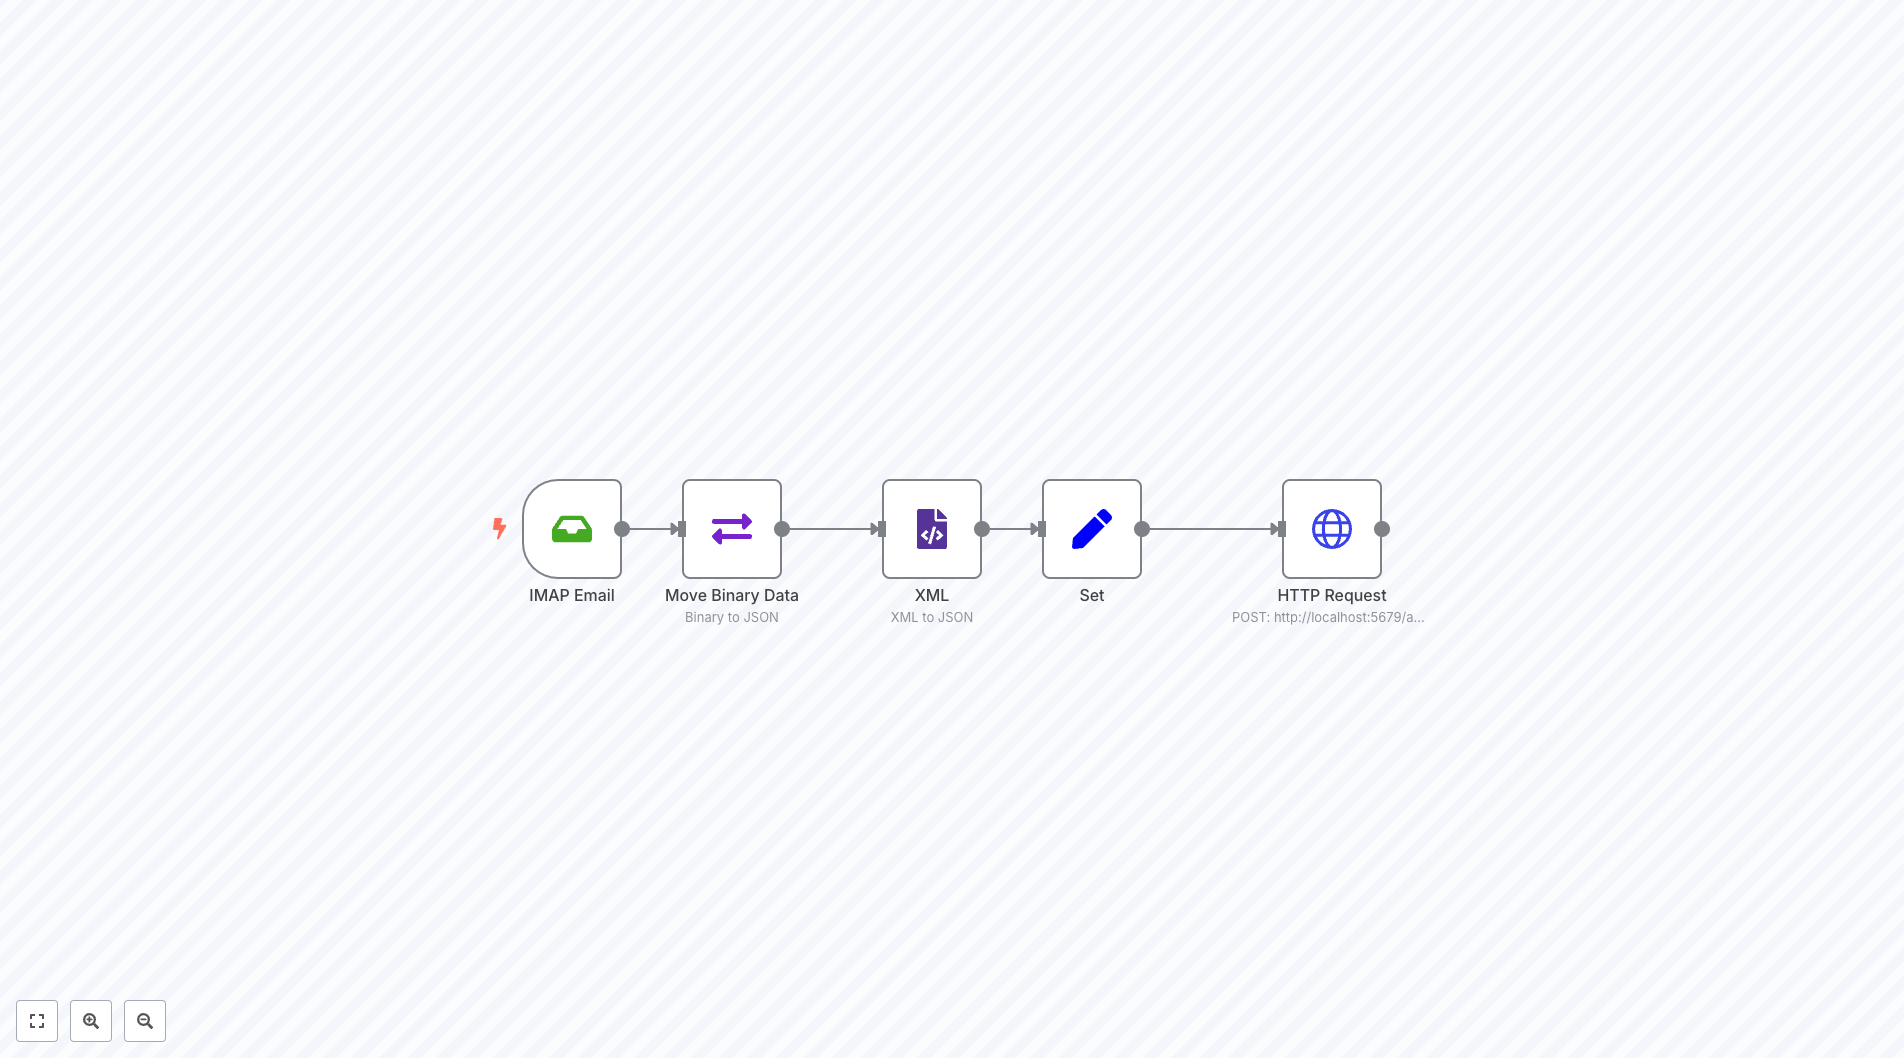 IMAP Email
Move Binary Data
Binary to JSON
XML
XML to JSON
Set
HTTP Request
POST: http://localhost:5679/a...